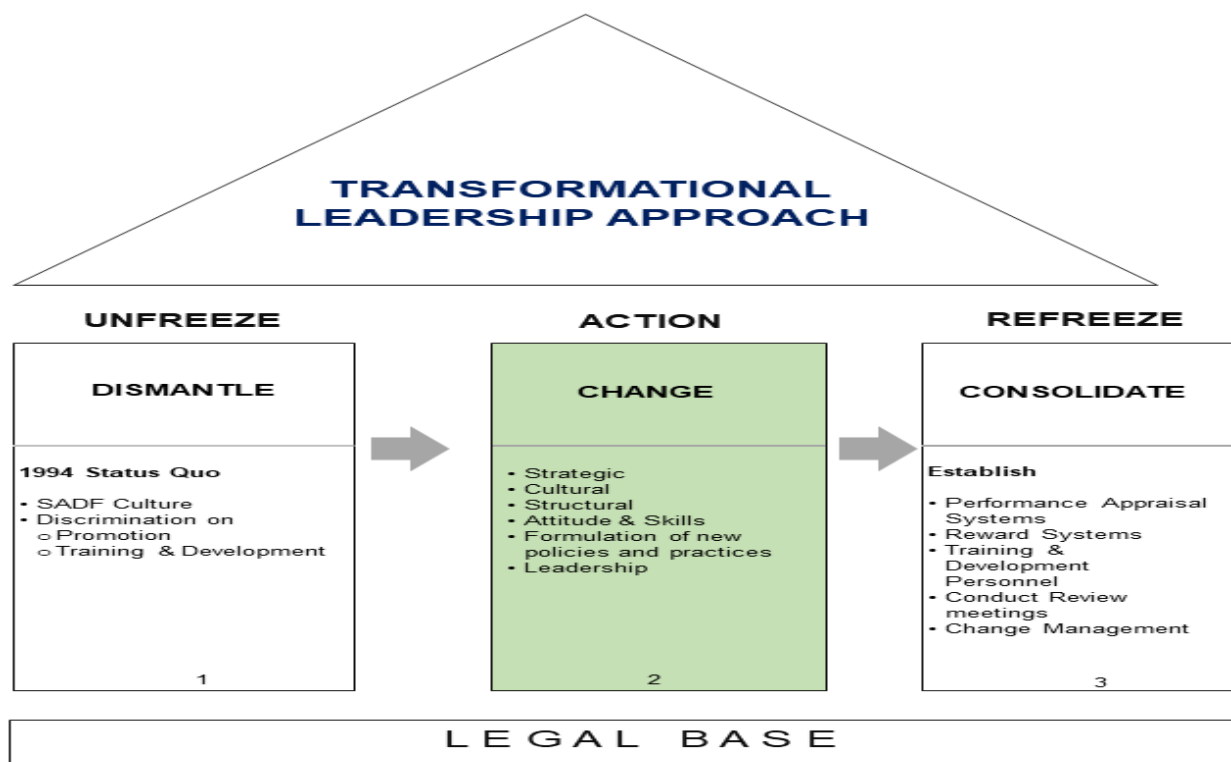 TRANSFORMATIONAL
LEADERSHIP APPROACH
UNFREEZE
DISMANTLE
1994 Status Quo
• SADF Culture
• Discrimination on
o Promotion
o Training & Development
1
ACTION
CHANGE
• Strategic
• Cultural
• Structural
• Attitude & Skills
• Formulation of new
policies and practices
• Leadership
2
REFREEZE
CONSOLIDATE
Establish
• Performance Appraisal
Systems
• Reward Systems
• Training &
Development
Personnel
• Conduct Review
meetings
• Change Management
3
LEGAL BASE